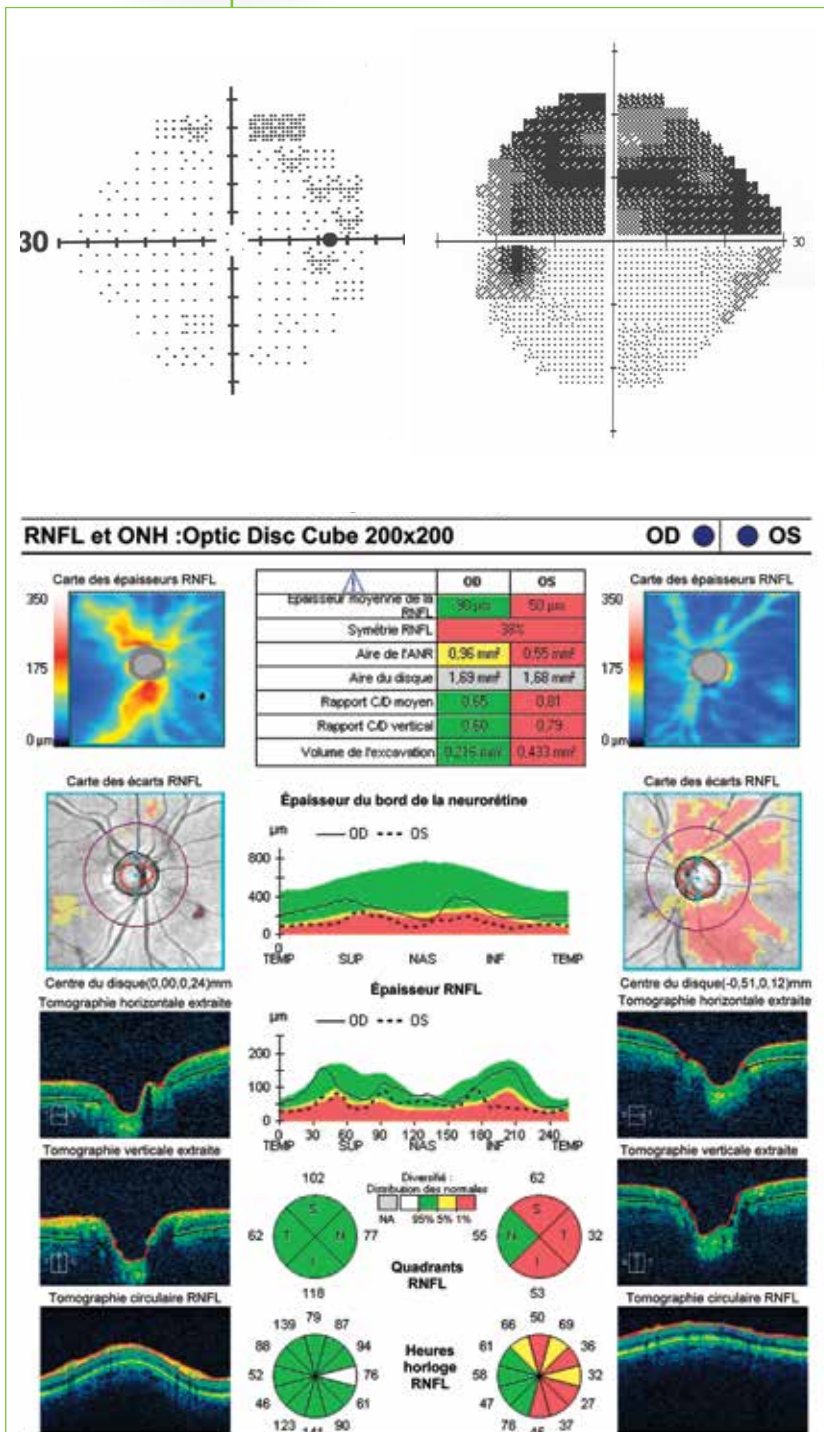 30
30
RNFL et ONH :Optic Disc Cube 200x200 OD OS
Carte des épaisseurs RNFL
350
175
0 µm
OD OS
Epaisseur moyenne de la RNFL 90 µm 50 µm
Symétrie RNFL 38%
Aire de l'ANR 0,96 mm² 0,55 mm²
Aire du disque 1,69 mm² 1,68 mm²
Rapport C/D moyen 0,65 0,81
Rapport C/D vertical 0,60 0,79
Volume de l'excavation 0,216 mm³ 0,433 mm³
Carte des épaisseurs RNFL
350
175
0 µm
Carte des écarts RNFL
Carte des écarts RNFL
Épaisseur du bord de la neurorétine
µm OD OS
800
400
0
0
TEMP SUP NAS INF TEMP
Centre du disque(0,00,0,24)mm
Centre du disque(-0,51,0,12)mm
Tomographie horizontale extraite
Tomographie horizontale extraite
Épaisseur RNFL
µm OD OS
200
100
0
0 30 60 90 120 150 180 210 240
TEMP SUP NAS INF TEMP
Tomographie verticale extraite
Tomographie verticale extraite
Diversifié :
Distribution des normales
NA 95% 5% 1%
102
62 S T N I 77
118
62
55 S N T I 32
53
Quadrants
RNFL
Tomographie circulaire RNFL
Tomographie circulaire RNFL
Heures
horloge
RNFL
79 87 94 76 61 90 141 123 46 52 88 139
50 69 36 32 27 37 45 78 47 58 61 66